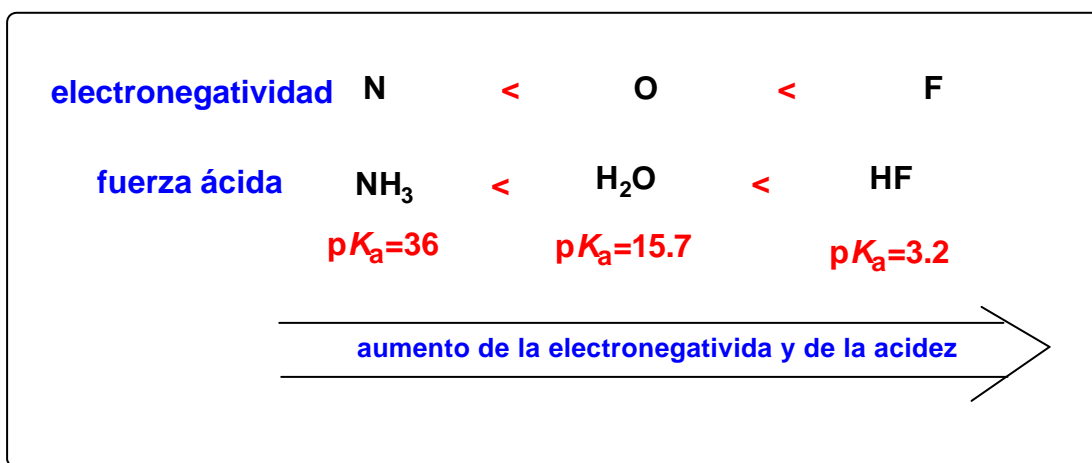 electronegatividad N < O < F
fuerza ácida NH₃ < H₂O < HF
pKₐ=36 pKₐ=15.7 pKₐ=3.2
aumento de la electronegativida y de la acidez